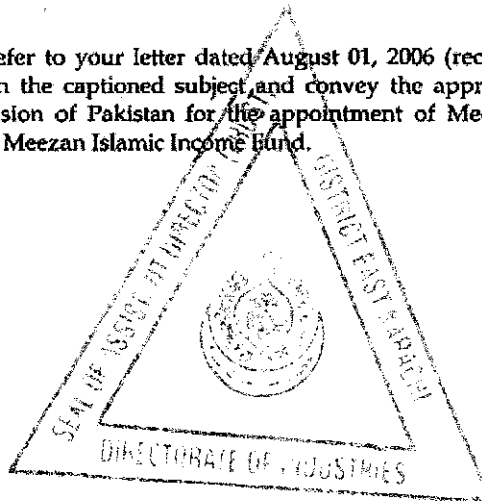 efer to your letter dated August 01, 2006 (rec
n the captioned subject and convey the appr
sion of Pakistan for the appointment of Me
Meezan Islamic Income Fund.
SEAL OF ASSISTANT DIRECTOR
DISTRICT EAST KARACHI
DIRECTORATE OF INDUSTRIES